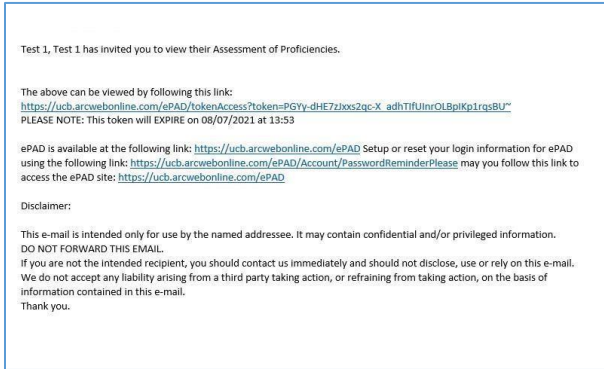 Test 1, Test 1 has invited you to view their Assessment of Proficiencies.
The above can be viewed by following this link:
https://ucb.arcwebonline.com/ePAD/tokenAccess?token=PGYy-dHE7zJxxs2qc-X_adhTIfUInrOLBpIKp1rqsBU~
PLEASE NOTE: This token will EXPIRE on 08/07/2021 at 13:53
ePAD is available at the following link: https://ucb.arcwebonline.com/ePAD Setup or reset your login information for ePAD
using the following link: https://ucb.arcwebonline.com/ePAD/Account/PasswordReminderPlease may you follow this link to
access the ePAD site: https://ucb.arcwebonline.com/ePAD
Disclaimer:
This e-mail is intended only for use by the named addressee. It may contain confidential and/or privileged information.
DO NOT FORWARD THIS EMAIL.
If you are not the intended recipient, you should contact us immediately and should not disclose, use or rely on this e-mail.
We do not accept any liability arising from a third party taking action, or refraining from taking action, on the basis of
information contained in this e-mail.
Thank you.